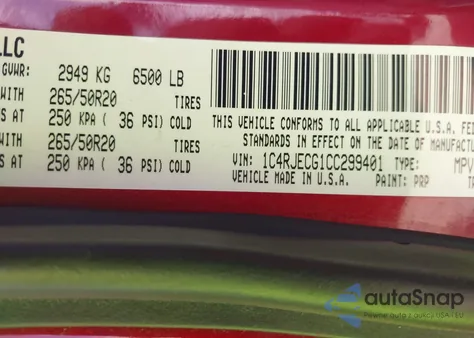 LLC
GVWR: 2949 KG 6500 LB
WITH 265/50R20 TIRES
AT 250 KPA ( 36 PSI) COLD
WITH 265/50R20 TIRES
AT 250 KPA ( 36 PSI) COLD
THIS VEHICLE CONFORMS TO ALL APPLICABLE U.S.A. FE
STANDARDS IN EFFECT ON THE DATE OF MANUFACTURE
VIN: 1C4RJECG1CC299401 TYPE: MPV
VEHICLE MADE IN U.S.A. PAINT: PRP
autoSnap